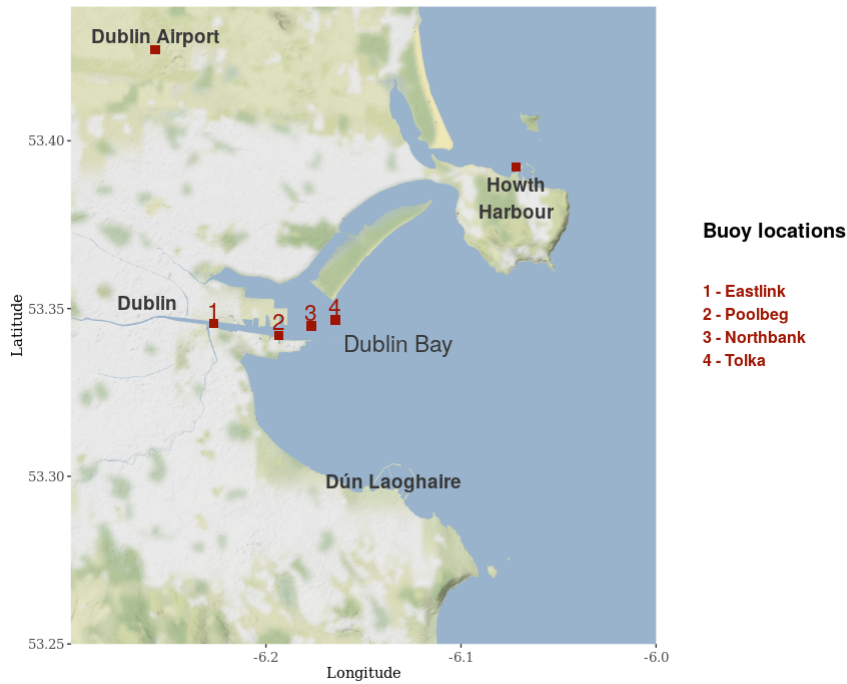 Dublin Airport
53.40
Howth
Harbour
Buoy locations
1 - Eastlink
2 - Poolbeg
3 - Northbank
4 - Tolka
Dublin
1
2
3
4
53.35
Dublin Bay
Latitude
53.30
Dún Laoghaire
53.25
-6.2
-6.1
-6.0
Longitude